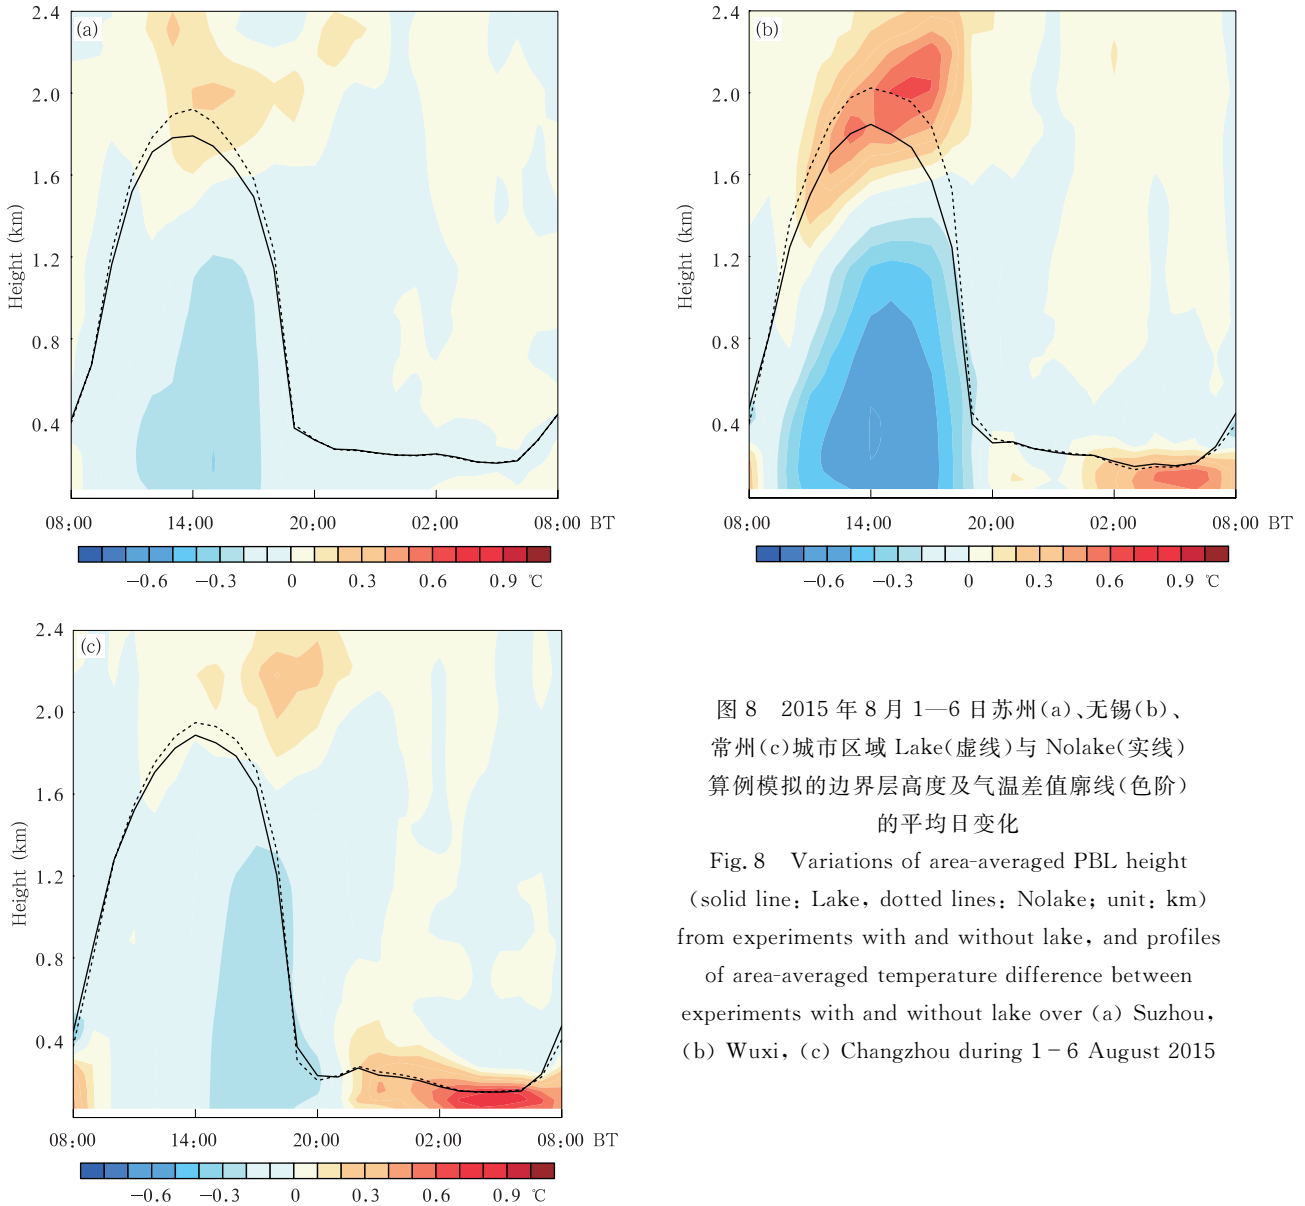 (a)
2.4
2.0
1.6
1.2
0.8
0.4
Height (km)
08:00 14:00 20:00 02:00 08:00 BT
−0.6 −0.3 0 0.3 0.6 0.9 ℃
(b)
2.4
2.0
1.6
1.2
0.8
0.4
Height (km)
08:00 14:00 20:00 02:00 08:00 BT
−0.6 −0.3 0 0.3 0.6 0.9 ℃
(c)
2.4
2.0
1.6
1.2
0.8
0.4
Height (km)
08:00 14:00 20:00 02:00 08:00 BT
−0.6 −0.3 0 0.3 0.6 0.9 ℃
图 8 2015 年 8 月 1—6 日苏州(a)、无锡(b)、
常州(c)城市区域 Lake(虚线)与 Nolake(实线)
算例模拟的边界层高度及气温差值廓线(色阶)
的平均日变化
Fig. 8 Variations of area-averaged PBL height
(solid line: Lake, dotted lines: Nolake; unit: km)
from experiments with and without lake, and profiles
of area-averaged temperature difference between
experiments with and without lake over (a) Suzhou,
(b) Wuxi, (c) Changzhou during 1−6 August 2015